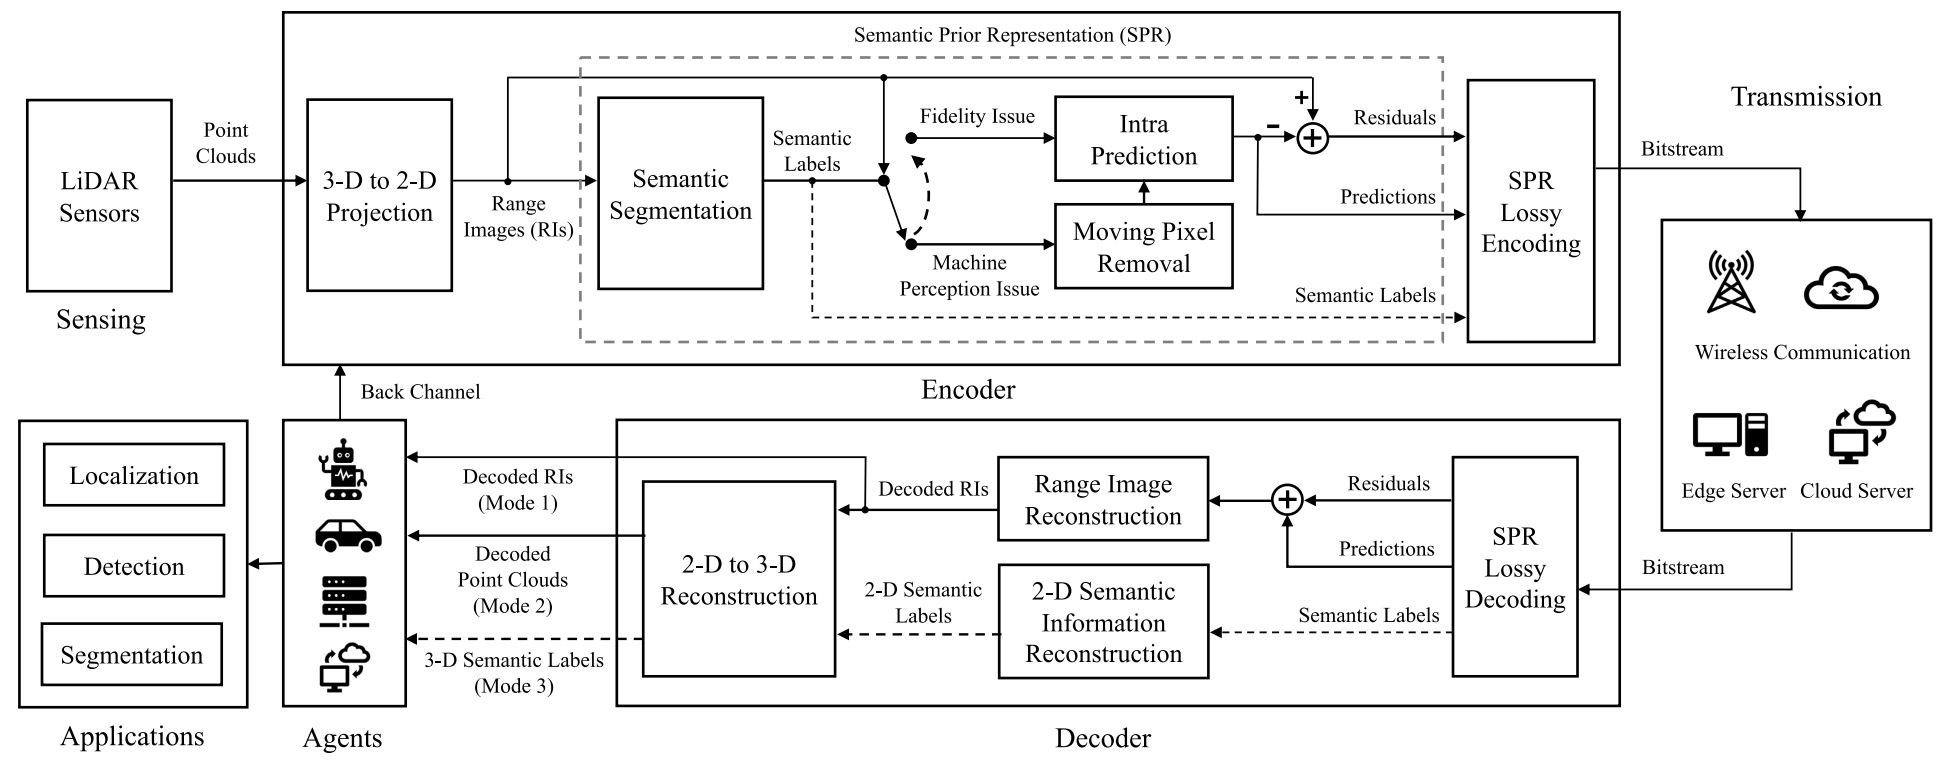 Semantic Prior Representation (SPR)
LiDAR
Sensors
Sensing
Point
Clouds
3-D to 2-D
Projection
Range
Images (RIs)
Semantic
Segmentation
Semantic
Labels
Fidelity Issue
Machine
Perception Issue
Intra
Prediction
Moving Pixel
Removal
+
−
+
Residuals
Predictions
Semantic Labels
SPR
Lossy
Encoding
Encoder
Transmission
Bitstream
Wireless Communication
Edge Server
Cloud Server
Bitstream
Back Channel
Localization
Detection
Segmentation
Applications
Agents
Decoded RIs
(Mode 1)
Decoded
Point Clouds
(Mode 2)
3-D Semantic Labels
(Mode 3)
2-D to 3-D
Reconstruction
Decoded RIs
2-D Semantic
Labels
Range Image
Reconstruction
2-D Semantic
Information
Reconstruction
+
Residuals
Predictions
Semantic Labels
SPR
Lossy
Decoding
Decoder